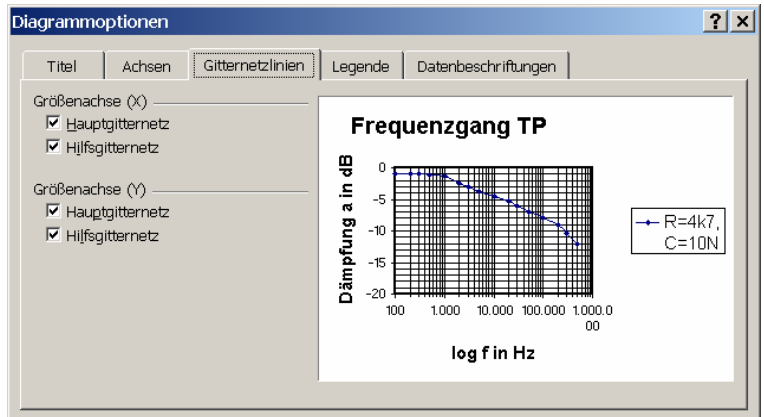 Diagrammoptionen
? ×
Titel Achsen Gitternetzlinien Legende Datenbeschriftungen
Größenachse (X)
Hauptgitternetz
Hilfsgitternetz
Größenachse (Y)
Hauptgitternetz
Hilfsgitternetz
Frequenzgang TP
Dämpfung a in dB
0
-5
-10
-15
-20
100 1.000 10.000 100.000 1.000.0
00
log f in Hz
R=4k7,
C=10N